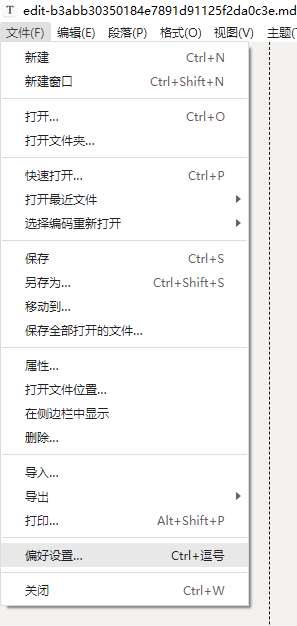 T edit-b3abb30350184e7891d91125f2da0c3e.md
文件(F) 编辑(E) 段落(P) 格式(O) 视图(V) 主题(T
新建 Ctrl+N
新建窗口 Ctrl+Shift+N
打开... Ctrl+O
打开文件夹...
快速打开... Ctrl+P
打开最近文件
选择编码重新打开
保存 Ctrl+S
另存为... Ctrl+Shift+S
移动到...
保存全部打开的文件...
属性...
打开文件位置...
在侧边栏中显示
删除...
导入...
导出
打印... Alt+Shift+P
偏好设置... Ctrl+逗号
关闭 Ctrl+W